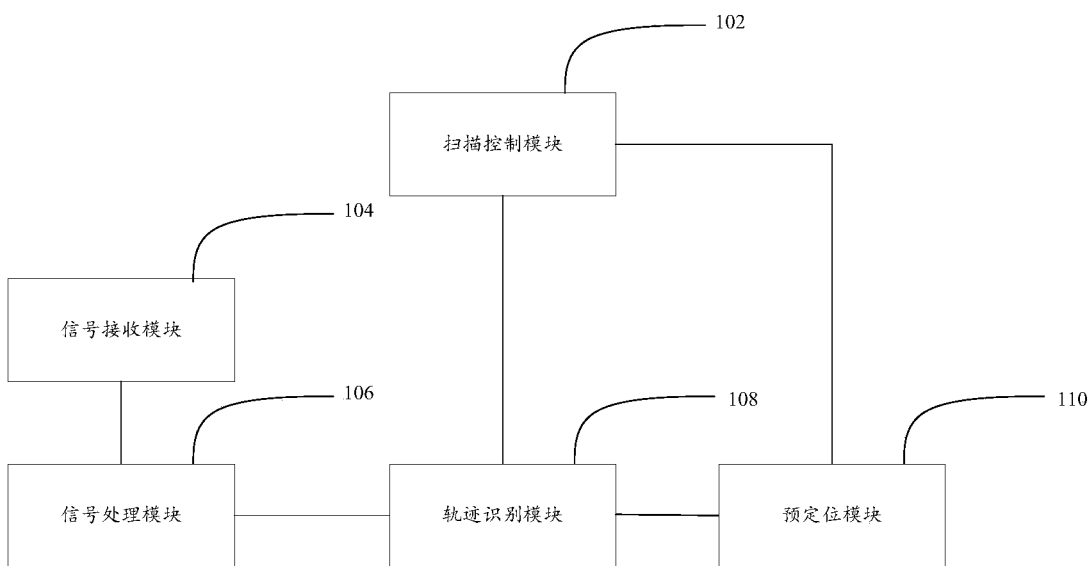 102
扫描控制模块
104
信号接收模块
106
108
110
信号处理模块
轨迹识别模块
预定位模块